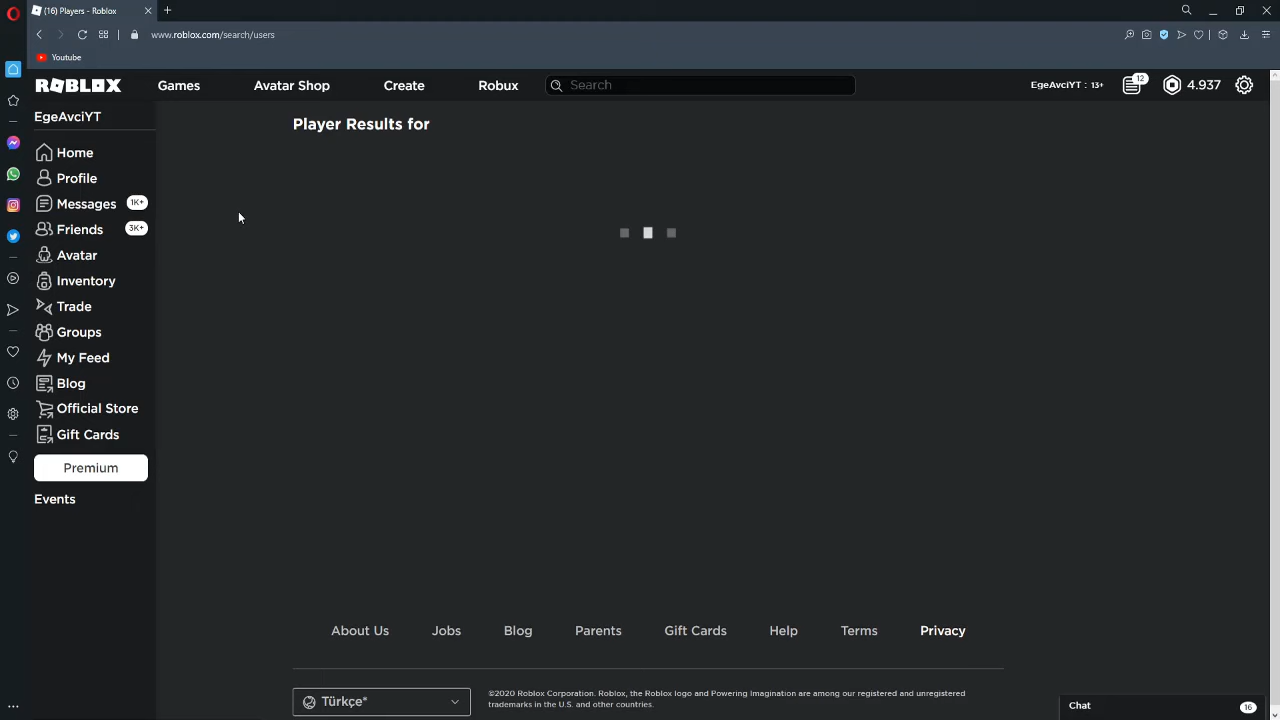 (16) Players - Roblox
www.roblox.com/search/users
Youtube
ROBLOX
Games
Avatar Shop
Create
Robux
Search
EgeAvciYT : 13+
12
4.937
EgeAvciYT
Player Results for
Home
Profile
Messages 1K+
Friends 3K+
Avatar
Inventory
Trade
Groups
My Feed
Blog
Official Store
Gift Cards
Premium
Events
About Us
Jobs
Blog
Parents
Gift Cards
Help
Terms
Privacy
Türkçe*
©2020 Roblox Corporation. Roblox, the Roblox logo and Powering Imagination are among our registered and unregistered
trademarks in the U.S. and other countries.
Chat
16